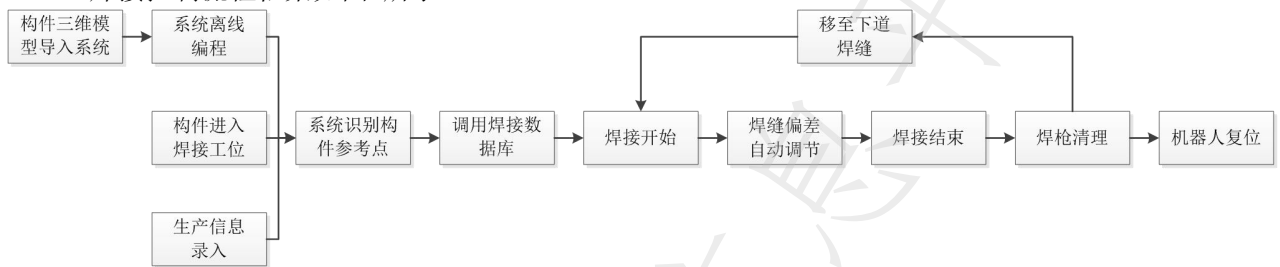 构件三维模
型导入系统
系统离线
编程
移至下道
焊缝
构件进入
焊接工位
系统识别构
件参考点
调用焊接数
据库
焊接开始
焊缝偏差
自动调节
焊接结束
焊枪清理
机器人复位
生产信息
录入